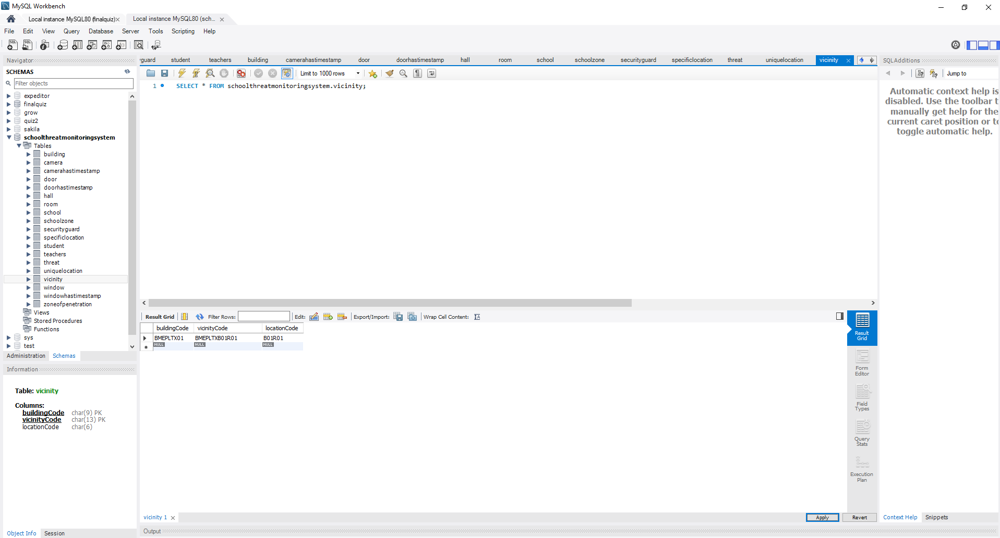 MySQL Workbench
Local instance MySQL80 (finalquiz)
Local instance MySQL80 (sch...
File Edit View Query Database Server Tools Scripting Help
Navigator
SCHEMAS
Filter objects
expeditor
finalquiz
grow
quiz2
sakila
schoolthreatmonitoringsystem
Tables
building
camera
camerahastimestamp
door
doorhastimestamp
hall
room
school
schoolzone
securityguard
specificlocation
student
teachers
threat
uniquelocation
vicinity
window
windowhastimestamp
zoneofpenetration
Views
Stored Procedures
Functions
sys
test
Administration Schemas
Information
Table: vicinity
Columns:
buildingCode char(9) PK
vicinityCode char(13) PK
locationCode char(6)
Object Info Session
yguard student teachers building camerahastimestamp door doorhastimestamp hall room school schoolzone securityguard specificlocation threat uniquelocation vicinity
Limit to 1000 rows
1 SELECT * FROM schoolthreatmonitoringsystem.vicinity;
Result Grid Filter Rows: Edit: Export/Import: Wrap Cell Content:
buildingCode vicinityCode locationCode
BMEPLTX01 BMEPLTXB01R01 B01R01
NULL NULL NULL
Result
Grid
Form
Editor
Field
Types
Query
Stats
Execution
Plan
vicinity 1
Apply Revert
Output
SQLAdditions
Jump to
Automatic context help is
disabled. Use the toolbar t
manually get help for the
current caret position or to
toggle automatic help.
Context Help Snippets